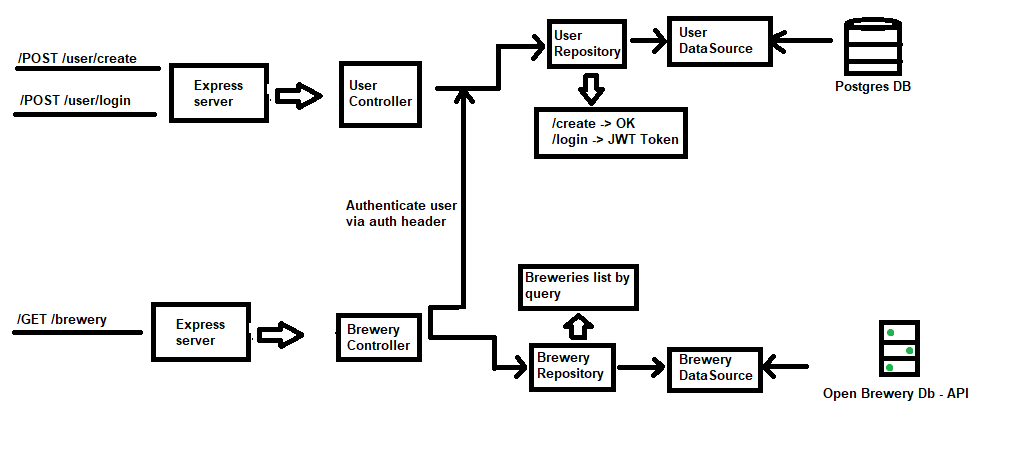 /POST /user/create
/POST /user/login
Express
server
User
Controller
User
Repository
User
DataSource
Postgres DB
/create -> OK
/login -> JWT Token
Authenticate user
via auth header
Breweries list by
query
/GET /brewery
Express
server
Brewery
Controller
Brewery
Repository
Brewery
DataSource
Open Brewery Db - API